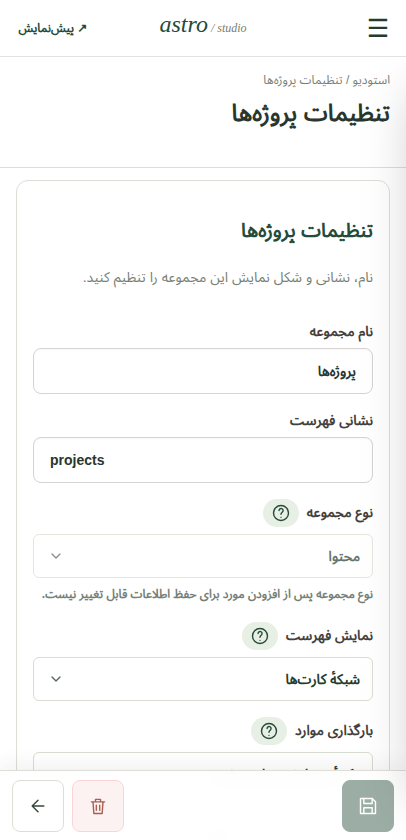 astro / studio
پیش‌نمایش ↗
استودیو / تنظیمات پروژه‌ها
تنظیمات پروژه‌ها
تنظیمات پروژه‌ها
نام، نشانی و شکل نمایش این مجموعه را تنظیم کنید.
نام مجموعه
پروژه‌ها
نشانی فهرست
projects
نوع مجموعه
محتوا
نوع مجموعه پس از افزودن مورد برای حفظ اطلاعات قابل تغییر نیست.
نمایش فهرست
شبکهٔ کارت‌ها
بارگذاری موارد